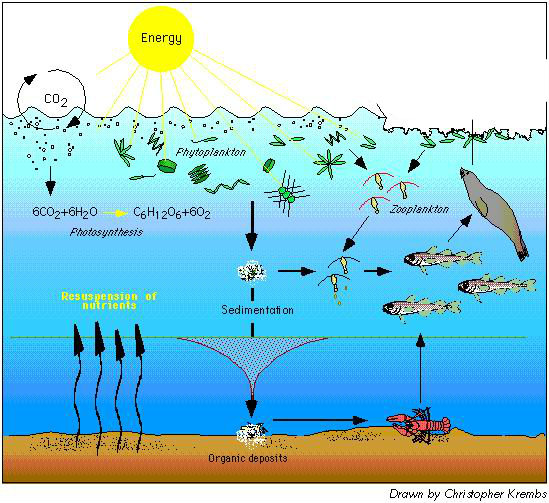 Energy
CO2
Phytoplankton
6CO2+6H2O → C6H12O6+6O2
Photosynthesis
Zooplankton
Resuspension of
nutrients
Sedimentation
Organic deposits
Drawn by Christopher Krembs